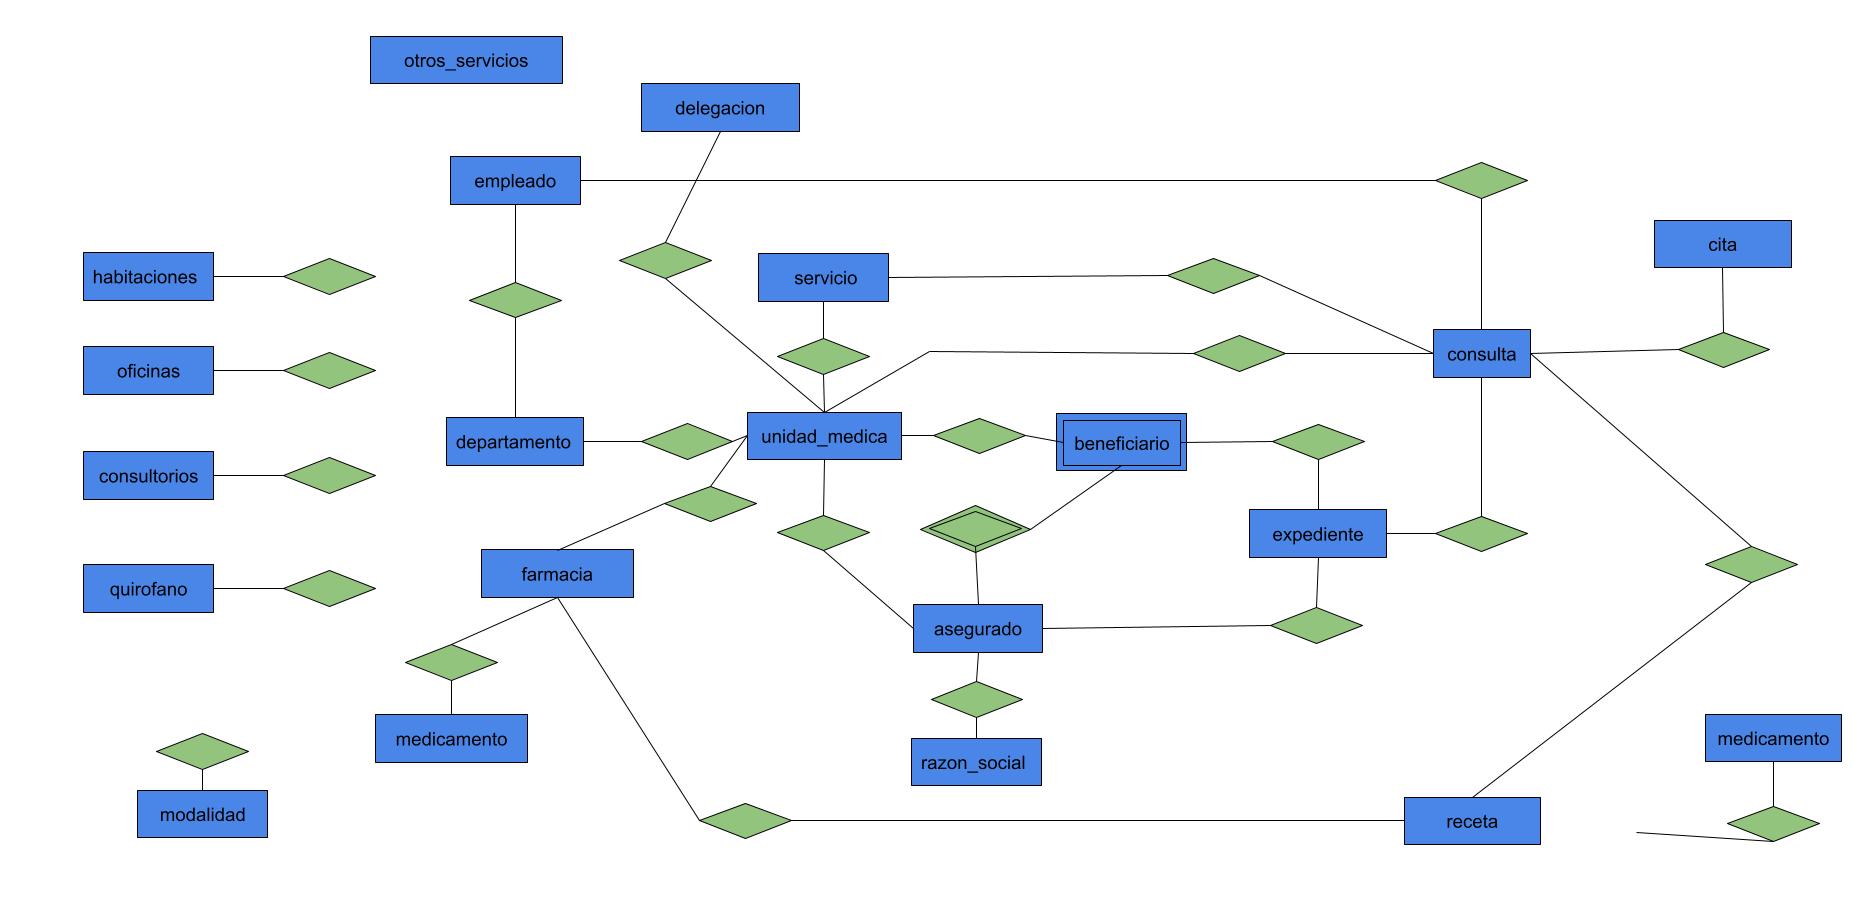 otros_servicios
delegacion
empleado
cita
habitaciones
servicio
consulta
oficinas
departamento
unidad_medica
beneficiario
consultorios
expediente
farmacia
quirofano
asegurado
medicamento
medicamento
razon_social
modalidad
receta